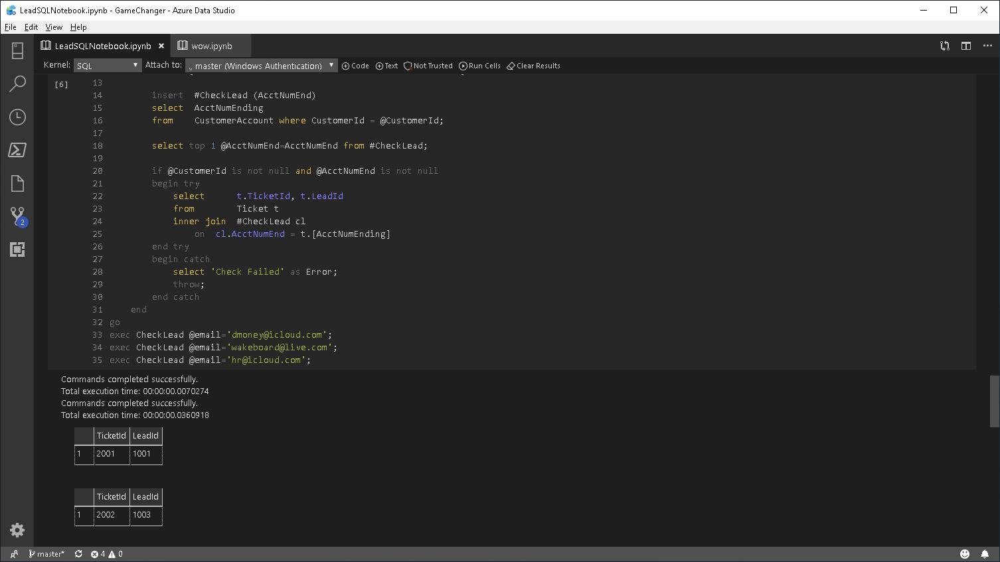 LeadSQLNotebook.ipynb - GameChanger - Azure Data Studio
File Edit View Help
LeadSQLNotebook.ipynb wow.ipynb
Kernel: SQL Attach to: ., master (Windows Authentication) Code Text Not Trusted Run Cells Clear Results
[6] 13
14 insert #CheckLead (AcctNumEnd)
15 select AcctNumEnding
16 from CustomerAccount where CustomerId = @CustomerId;
17
18 select top 1 @AcctNumEnd=AcctNumEnd from #CheckLead;
19
20 if @CustomerId is not null and @AcctNumEnd is not null
21 begin try
22 select t.TicketId, t.LeadId
23 from Ticket t
24 inner join #CheckLead cl
25 on cl.AcctNumEnd = t.[AcctNumEnding]
26 end try
27 begin catch
28 select 'Check Failed' as Error;
29 throw;
30 end catch
31 end
32 go
33 exec CheckLead @email='dmoney@icloud.com';
34 exec CheckLead @email='wakeboard@live.com';
35 exec CheckLead @email='hr@icloud.com';
Commands completed successfully.
Total execution time: 00:00:00.0070274
Commands completed successfully.
Total execution time: 00:00:00.0360918
TicketId LeadId
1 2001 1001
TicketId LeadId
1 2002 1003
2
master* 4 0